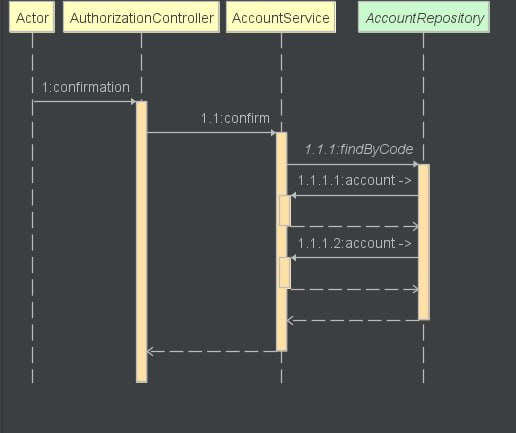 Actor
AuthorizationController
AccountService
AccountRepository
1:confirmation
1.1:confirm
1.1.1:findByCode
1.1.1.1:account ->
1.1.1.2:account ->